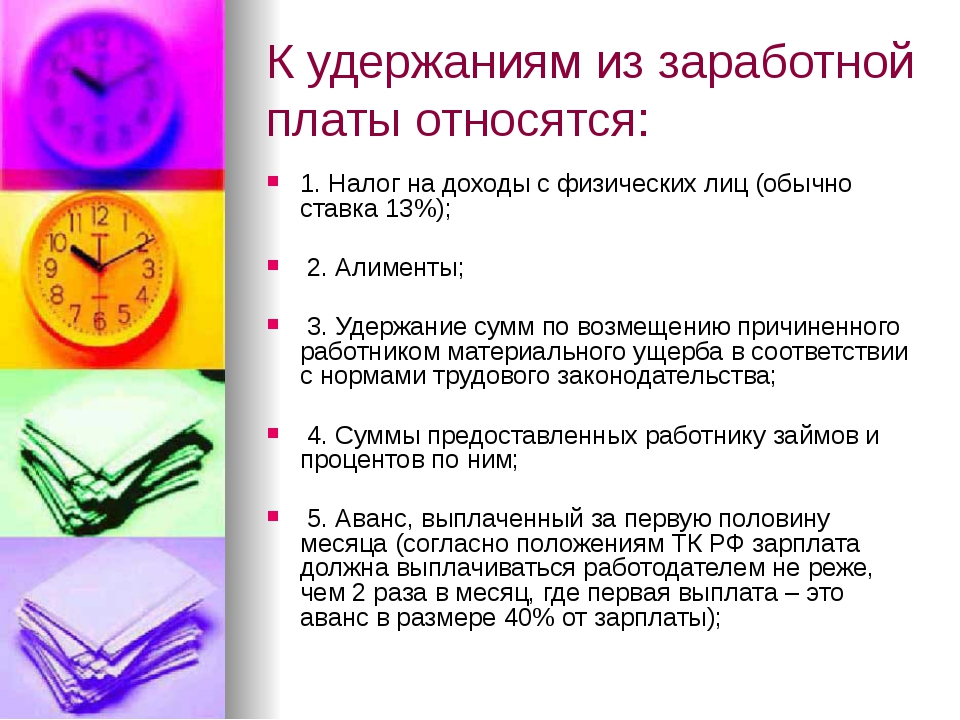 К удержаниям из заработной
платы относятся:
1. Налог на доходы с физических лиц (обычно
ставка 13%);
2. Алименты;
3. Удержание сумм по возмещению причиненного
работником материального ущерба в соответствии
с нормами трудового законодательства;
4. Суммы предоставленных работнику займов и
процентов по ним;
5. Аванс, выплаченный за первую половину
месяца (согласно положениям ТК РФ зарплата
должна выплачиваться работодателем не реже,
чем 2 раза в месяц, где первая выплата – это
аванс в размере 40% от зарплаты);